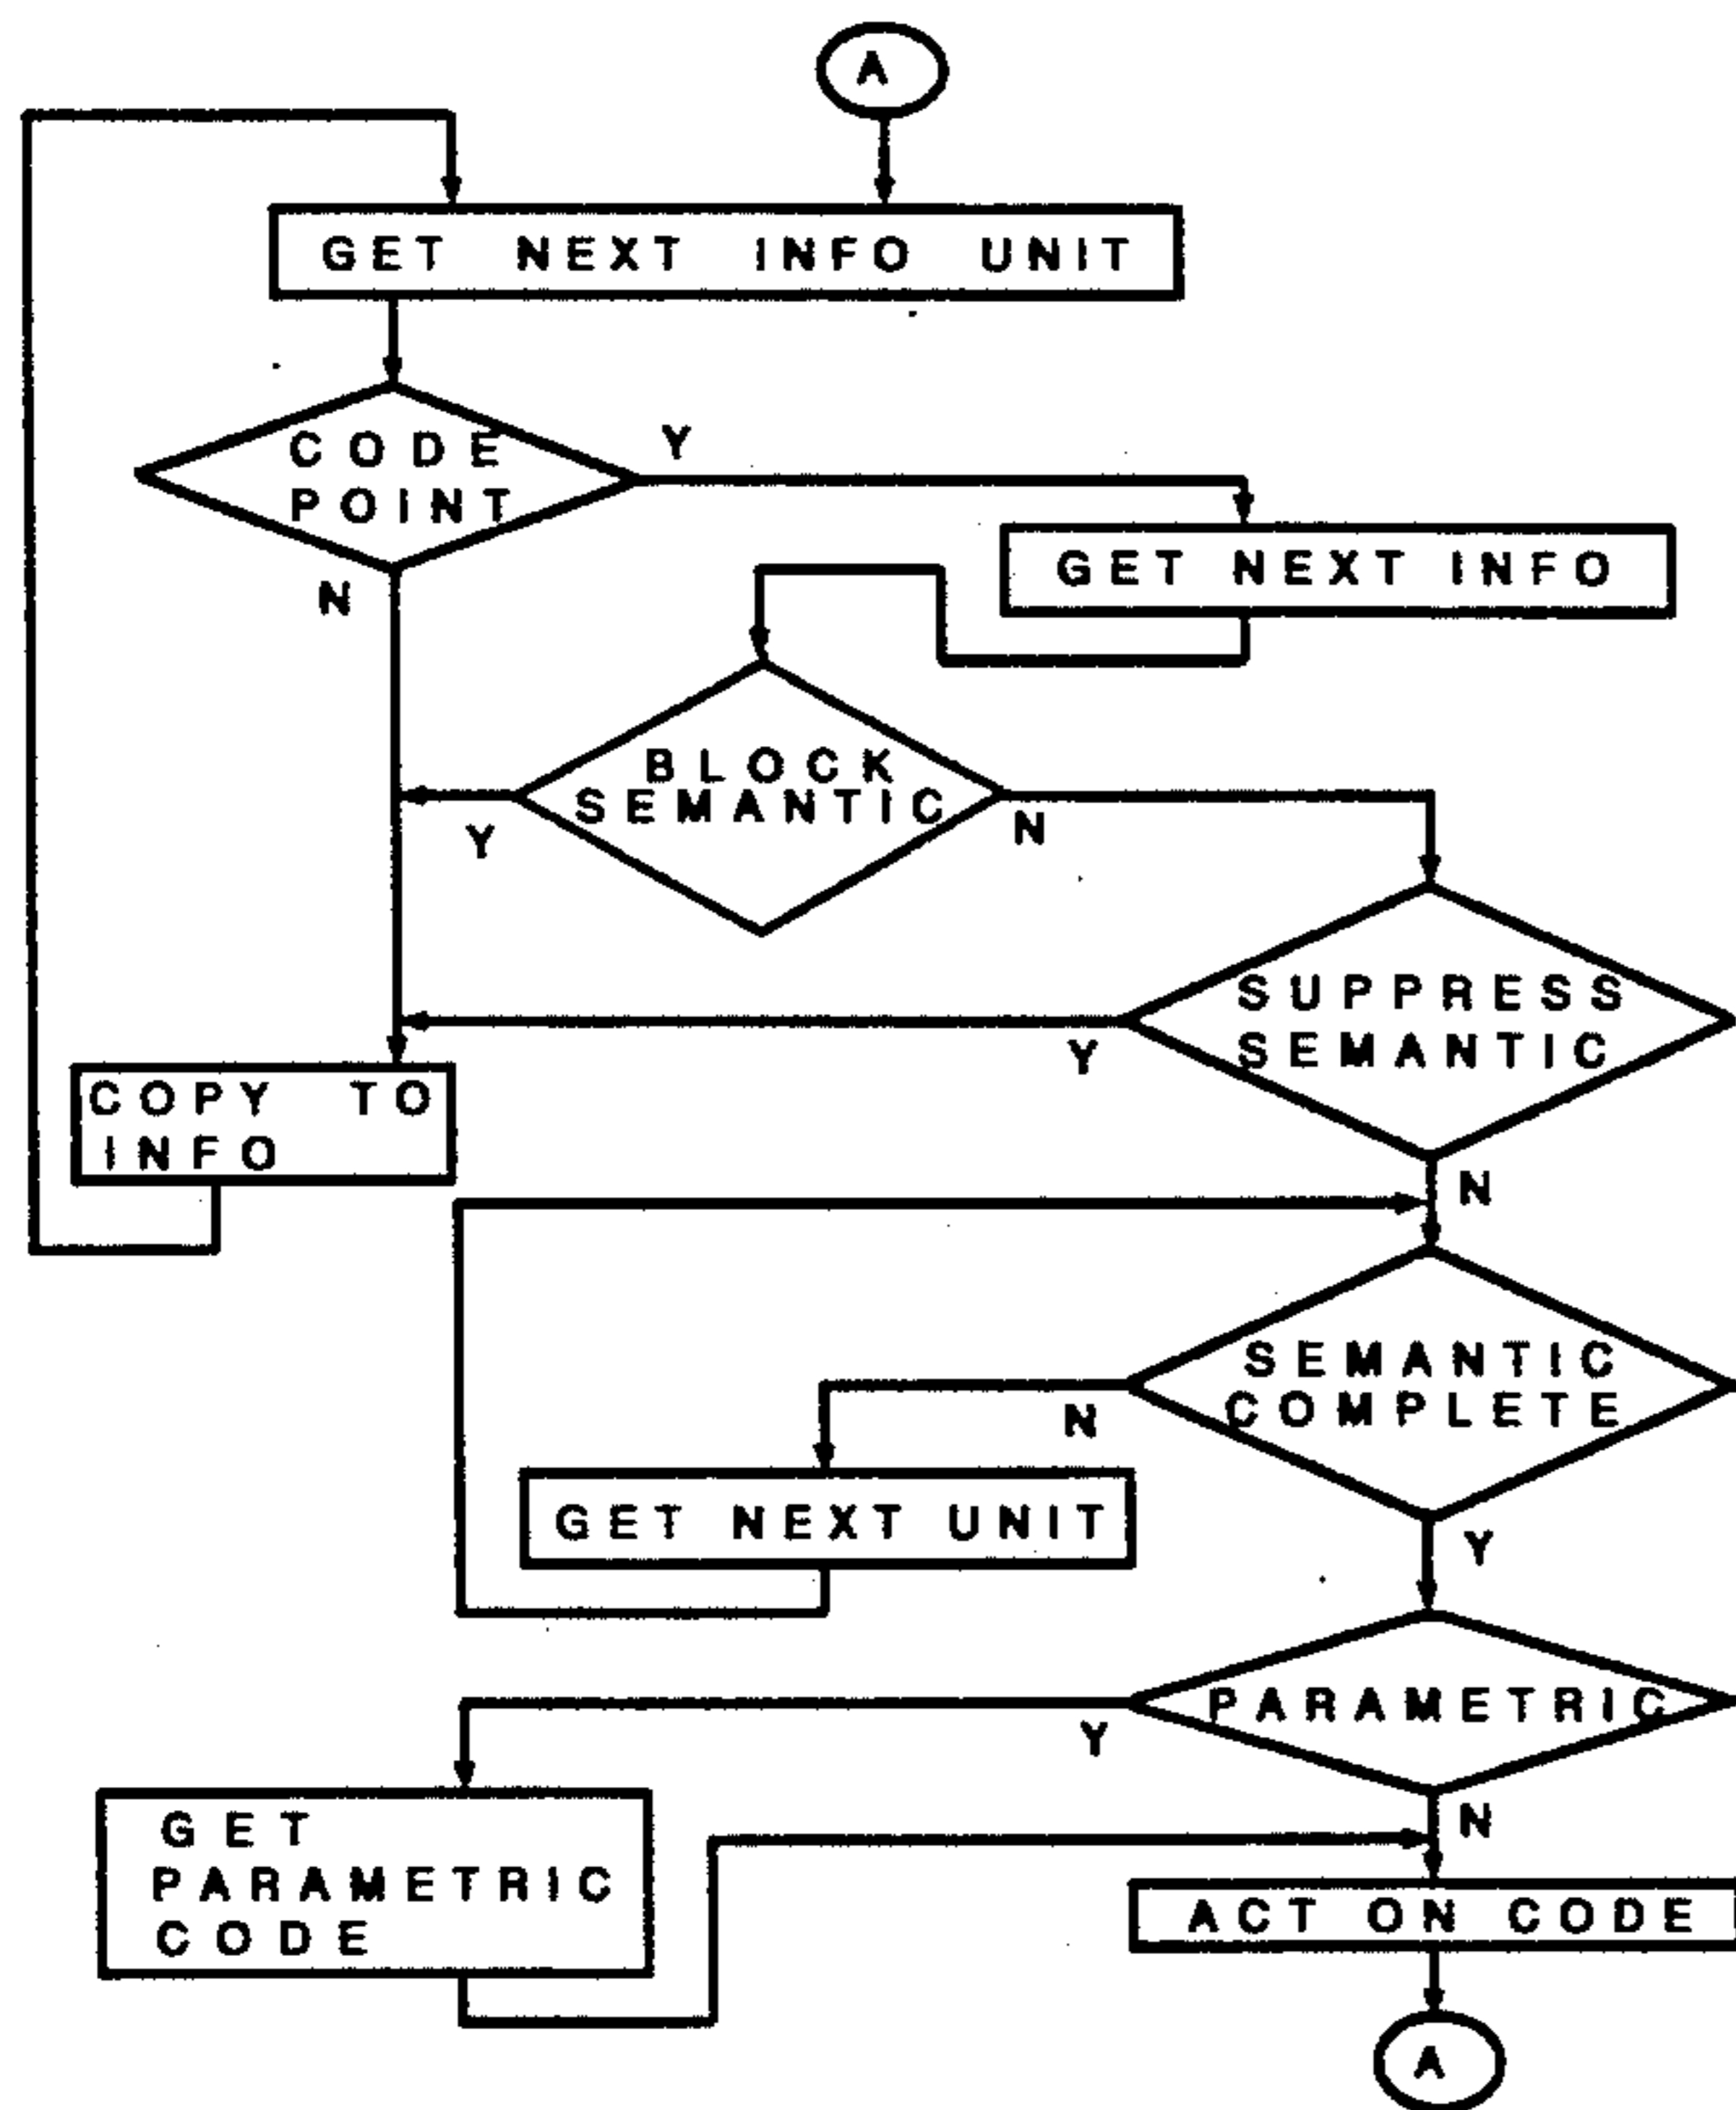 A
GET NEXT INFO UNIT
CODE
POINT
Y
N
GET NEXT INFO
BLOCK
SEMANTIC
Y
N
SUPPRESS
SEMANTIC
Y
N
COPY TO
INFO
SEMANTIC
COMPLETE
N
Y
GET NEXT UNIT
PARAMETRIC
Y
N
GET
PARAMETRIC
CODE
ACT ON CODE
A